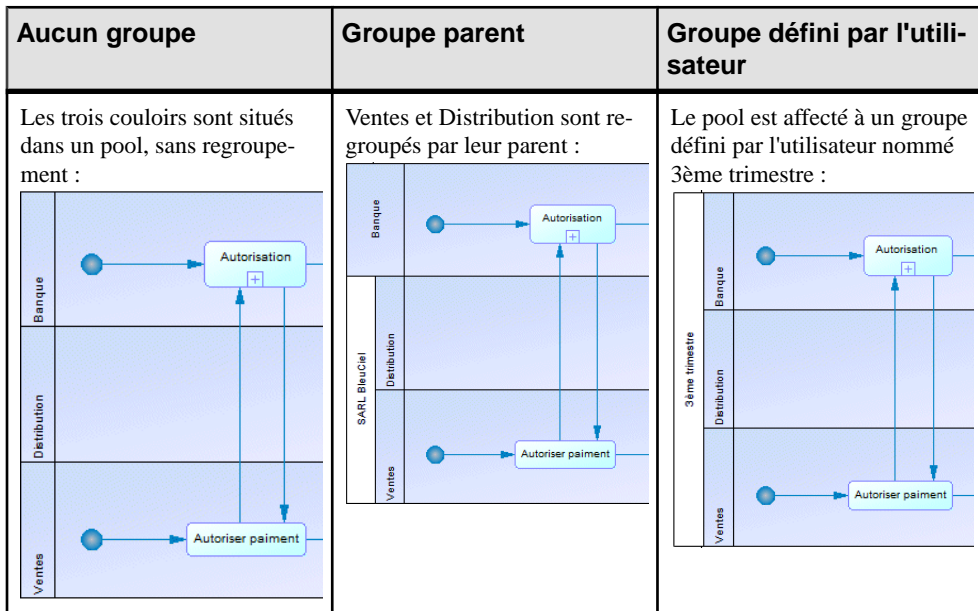 Aucun groupe
Groupe parent
Groupe défini par l'utili-
sateur
Les trois couloirs sont situés
dans un pool, sans regroupe-
ment :
Banque
Autorisation
Distribution
Ventes
Autoriser paiment
Ventes et Distribution sont re-
groupés par leur parent :
Banque
Autorisation
SARL BleuCiel
Distribution
Ventes
Autoriser paiment
Le pool est affecté à un groupe
défini par l'utilisateur nommé
3ème trimestre :
3ème trimestre
Banque
Autorisation
Distribution
Ventes
Autoriser paiment